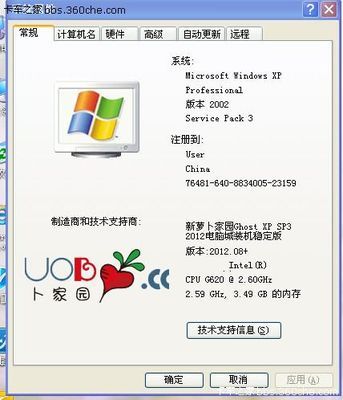 卡车之家bbs.360che.com
常规 计算机名 硬件 高级 自动更新 远程
系统:
Microsoft Windows XP
Professional
版本 2002
Service Pack 3
注册到:
User
China
76481-640-8834005-23159
制造商和技术支持商:
新萝卜家园Ghost XP SP3
2012电脑城装机稳定版
版本:2012.08+
Intel(R)
CPU G620 @ 2.60GHz
2.59 GHz, 3.49 GB 的内存
UOB .CC
卜家园
技术支持信息(S)
确定 取消 应用(A)